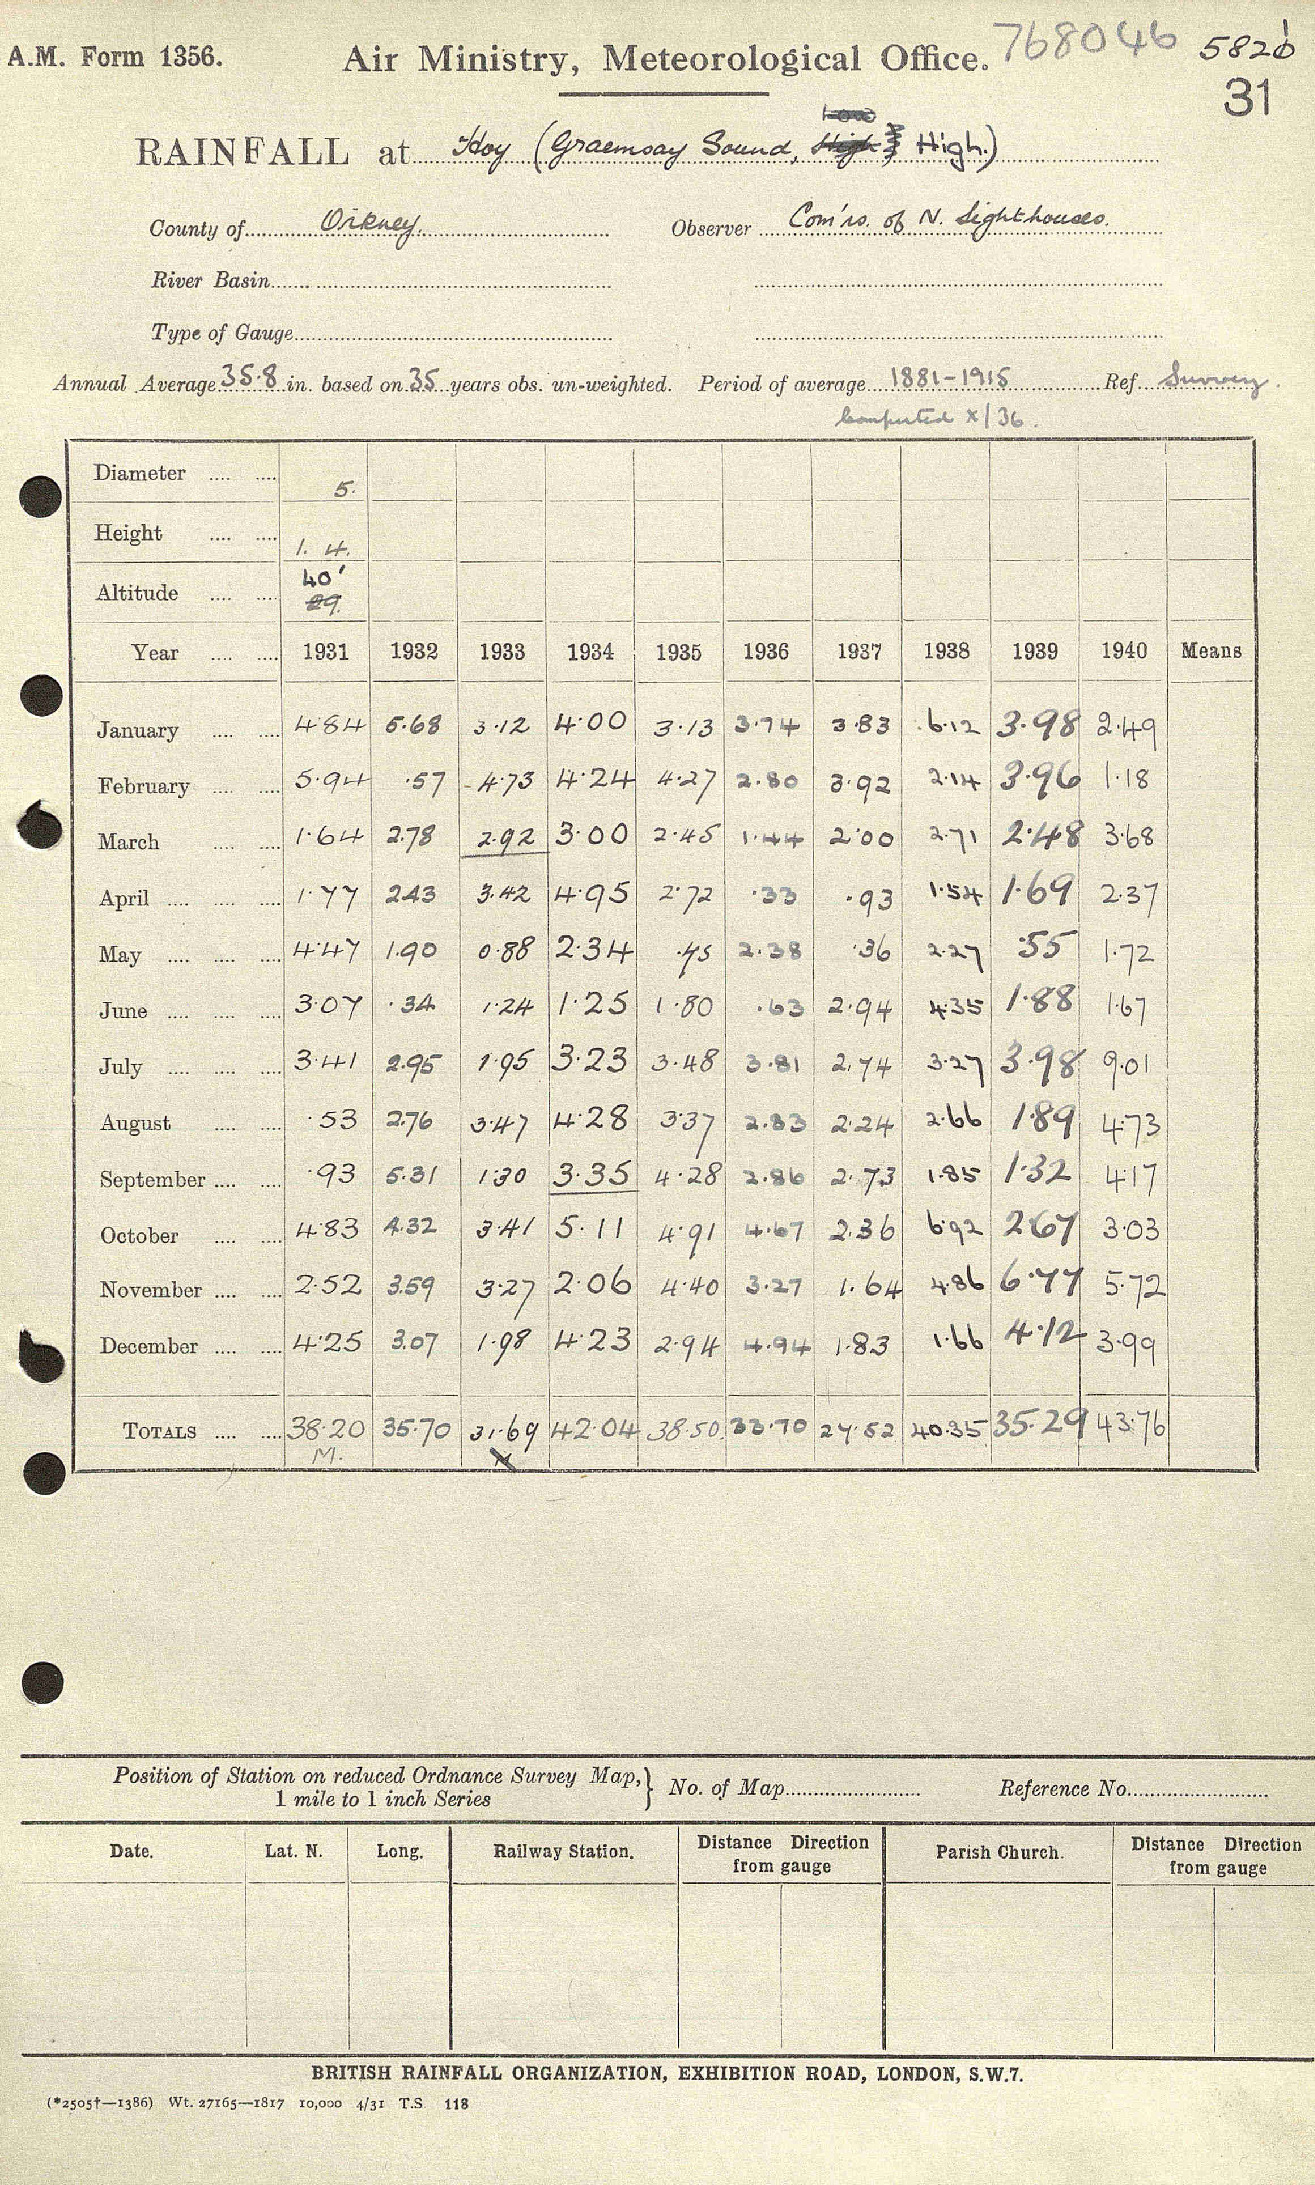 A.M. Form 1356. Air Ministry, Meteorological Office. 768046 5826
31
RAINFALL at Hoy (Graemsay Sound, High.)
County of Orkney. Observer Com'rs. of N. Lighthouses.
River Basin
Type of Gauge
Annual Average 35.8 in. based on 35 years obs. un-weighted. Period of average 1881-1915 Ref. Survey.
Computed X/36.
Diameter 5.
Height 1. 4.
Altitude 40' 29.
Year 1931 1932 1933 1934 1935 1936 1937 1938 1939 1940 Means
January 4.84 5.68 3.12 4.00 3.13 3.74 3.83 6.12 3.98 2.49
February 5.94 .57 4.73 4.24 4.27 2.80 3.92 2.14 3.96 1.18
March 1.64 2.78 2.92 3.00 2.45 1.44 2.00 2.71 2.48 3.68
April 1.77 2.43 3.42 4.95 2.72 .33 .93 1.54 1.69 2.37
May 4.47 1.90 0.88 2.34 .75 2.38 .36 2.27 .55 1.72
June 3.07 .34 1.24 1.25 1.80 .63 2.94 4.35 1.88 1.67
July 3.41 2.95 1.95 3.23 3.48 3.81 2.74 3.27 3.98 9.01
August .53 2.76 3.47 4.28 3.37 2.83 2.24 2.66 1.89 4.73
September .93 5.31 1.30 3.35 4.28 2.86 2.73 1.85 1.32 4.17
October 4.83 4.32 3.41 5.11 4.91 4.67 2.36 6.92 2.67 3.03
November 2.52 3.59 3.27 2.06 4.40 3.27 1.64 4.86 6.77 5.72
December 4.25 3.07 1.98 4.23 2.94 4.94 1.83 1.66 4.12 3.99
TOTALS 38.20 35.70 31.69 42.04 38.50 33.70 27.52 40.35 35.29 43.76
M.
Position of Station on reduced Ordnance Survey Map, 1 mile to 1 inch Series } No. of Map Reference No.
Date. Lat. N. Long. Railway Station. Distance Direction from gauge Parish Church. Distance Direction from gauge
BRITISH RAINFALL ORGANIZATION, EXHIBITION ROAD, LONDON, S.W.7.
(*2505†—1386) Wt. 27165—1817 10,000 4/31 T.S. 118